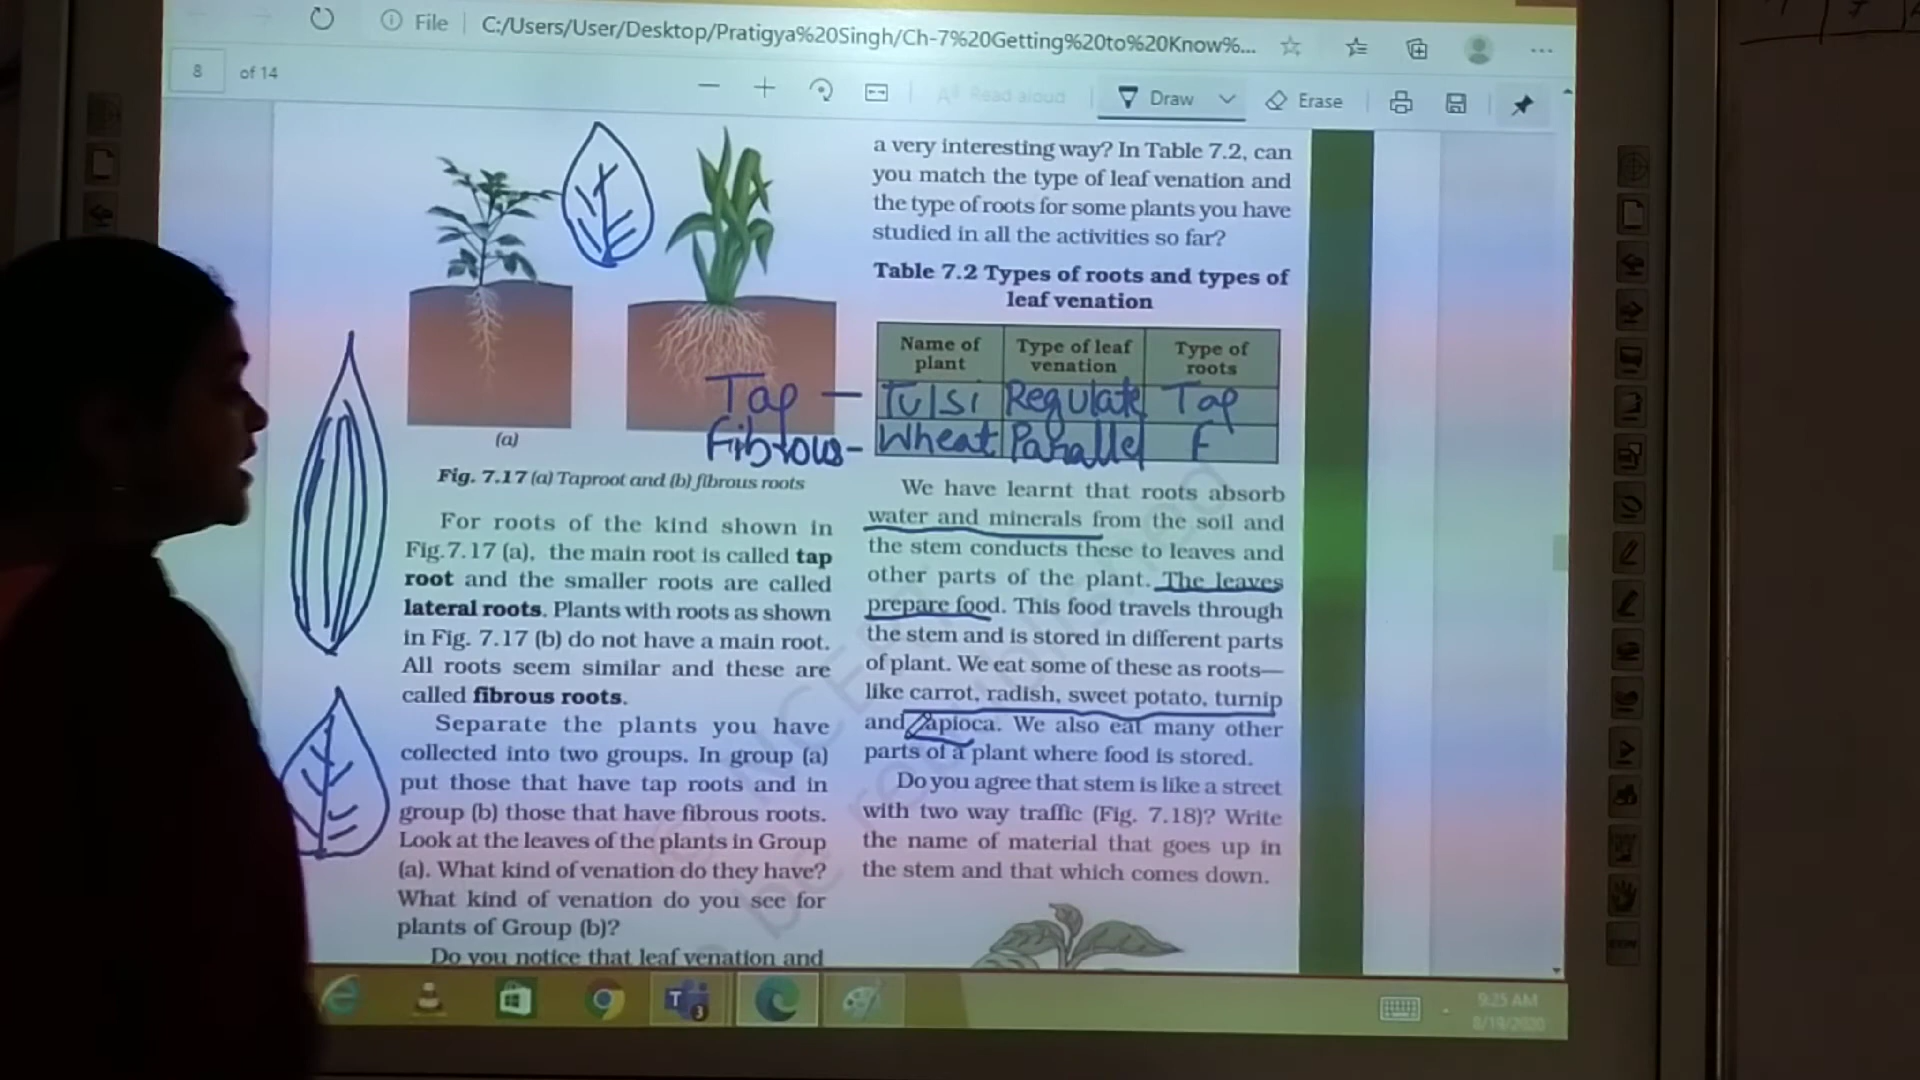 File C:/Users/User/Desktop/Pratigya%20Singh/Ch-7%20Getting%20to%20Know%...
8 of 14
Read aloud Draw Erase
(a)
Fig. 7.17 (a) Taproot and (b) fibrous roots
For roots of the kind shown in
Fig.7.17 (a), the main root is called tap
root and the smaller roots are called
lateral roots. Plants with roots as shown
in Fig. 7.17 (b) do not have a main root.
All roots seem similar and these are
called fibrous roots.
Separate the plants you have
collected into two groups. In group (a)
put those that have tap roots and in
group (b) those that have fibrous roots.
Look at the leaves of the plants in Group
(a). What kind of venation do they have?
What kind of venation do you see for
plants of Group (b)?
Do you notice that leaf venation and
a very interesting way? In Table 7.2, can
you match the type of leaf venation and
the type of roots for some plants you have
studied in all the activities so far?
Table 7.2 Types of roots and types of
leaf venation
Name of plant Type of leaf venation Type of roots
Tap - Tulsi Regulate Tap
Fibrous- Wheat Parallel F
We have learnt that roots absorb
water and minerals from the soil and
the stem conducts these to leaves and
other parts of the plant. The leaves
prepare food. This food travels through
the stem and is stored in different parts
of plant. We eat some of these as roots—
like carrot, radish, sweet potato, turnip
and tapioca. We also eat many other
parts of a plant where food is stored.
Do you agree that stem is like a street
with two way traffic (Fig. 7.18)? Write
the name of material that goes up in
the stem and that which comes down.
9:25 AM
8/19/2020